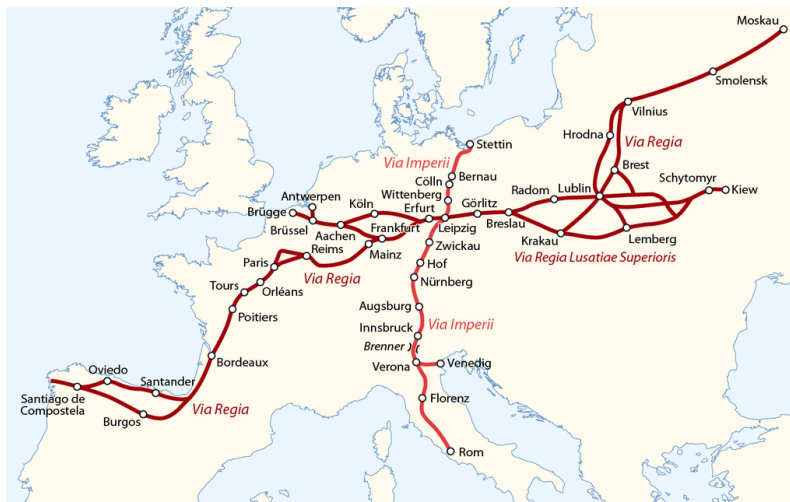 Moskau
Smolensk
Vilnius
Hrodna
Via Regia
Stettin
Via Imperii
Brest
Bernau
Cölln
Schytomyr
Wittenberg
Görlitz
Radom
Lublin
Kiew
Antwerpen
Köln
Erfurt
Brügge
Leipzig
Breslau
Brüssel
Aachen
Frankfurt
Krakau
Lemberg
Reims
Mainz
Zwickau
Via Regia Lusatiae Superioris
Paris
Hof
Via Regia
Tours
Orléans
Nürnberg
Poitiers
Augsburg
Innsbruck
Via Imperii
Brenner
Bordeaux
Verona
Venedig
Oviedo
Santander
Santiago de
Compostela
Florenz
Via Regia
Burgos
Rom